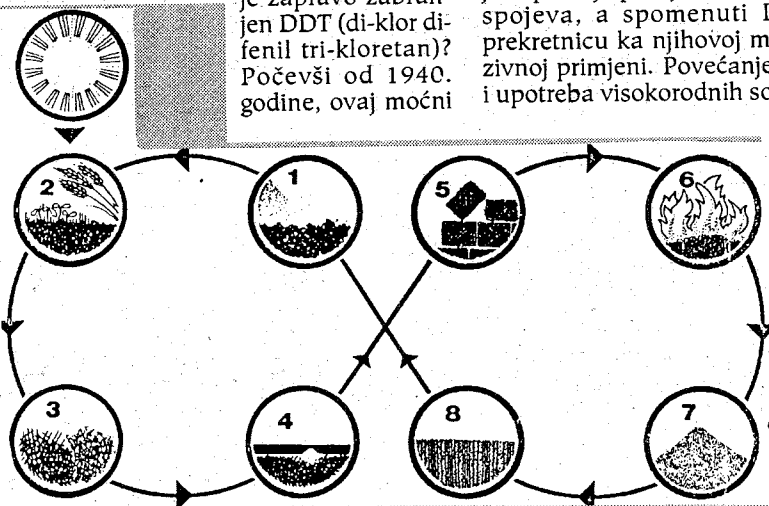 jen DDT (di-klor di-
fenil tri-kloretan)?
Počevši od 1940.
godine, ovaj moćni
spojeva, a spomenuti
prekretnicu ka njihovoj
zivnoj primjeni. Povećanje
i upotreba visokorodnih
2
1
5
6
3
4
8
7